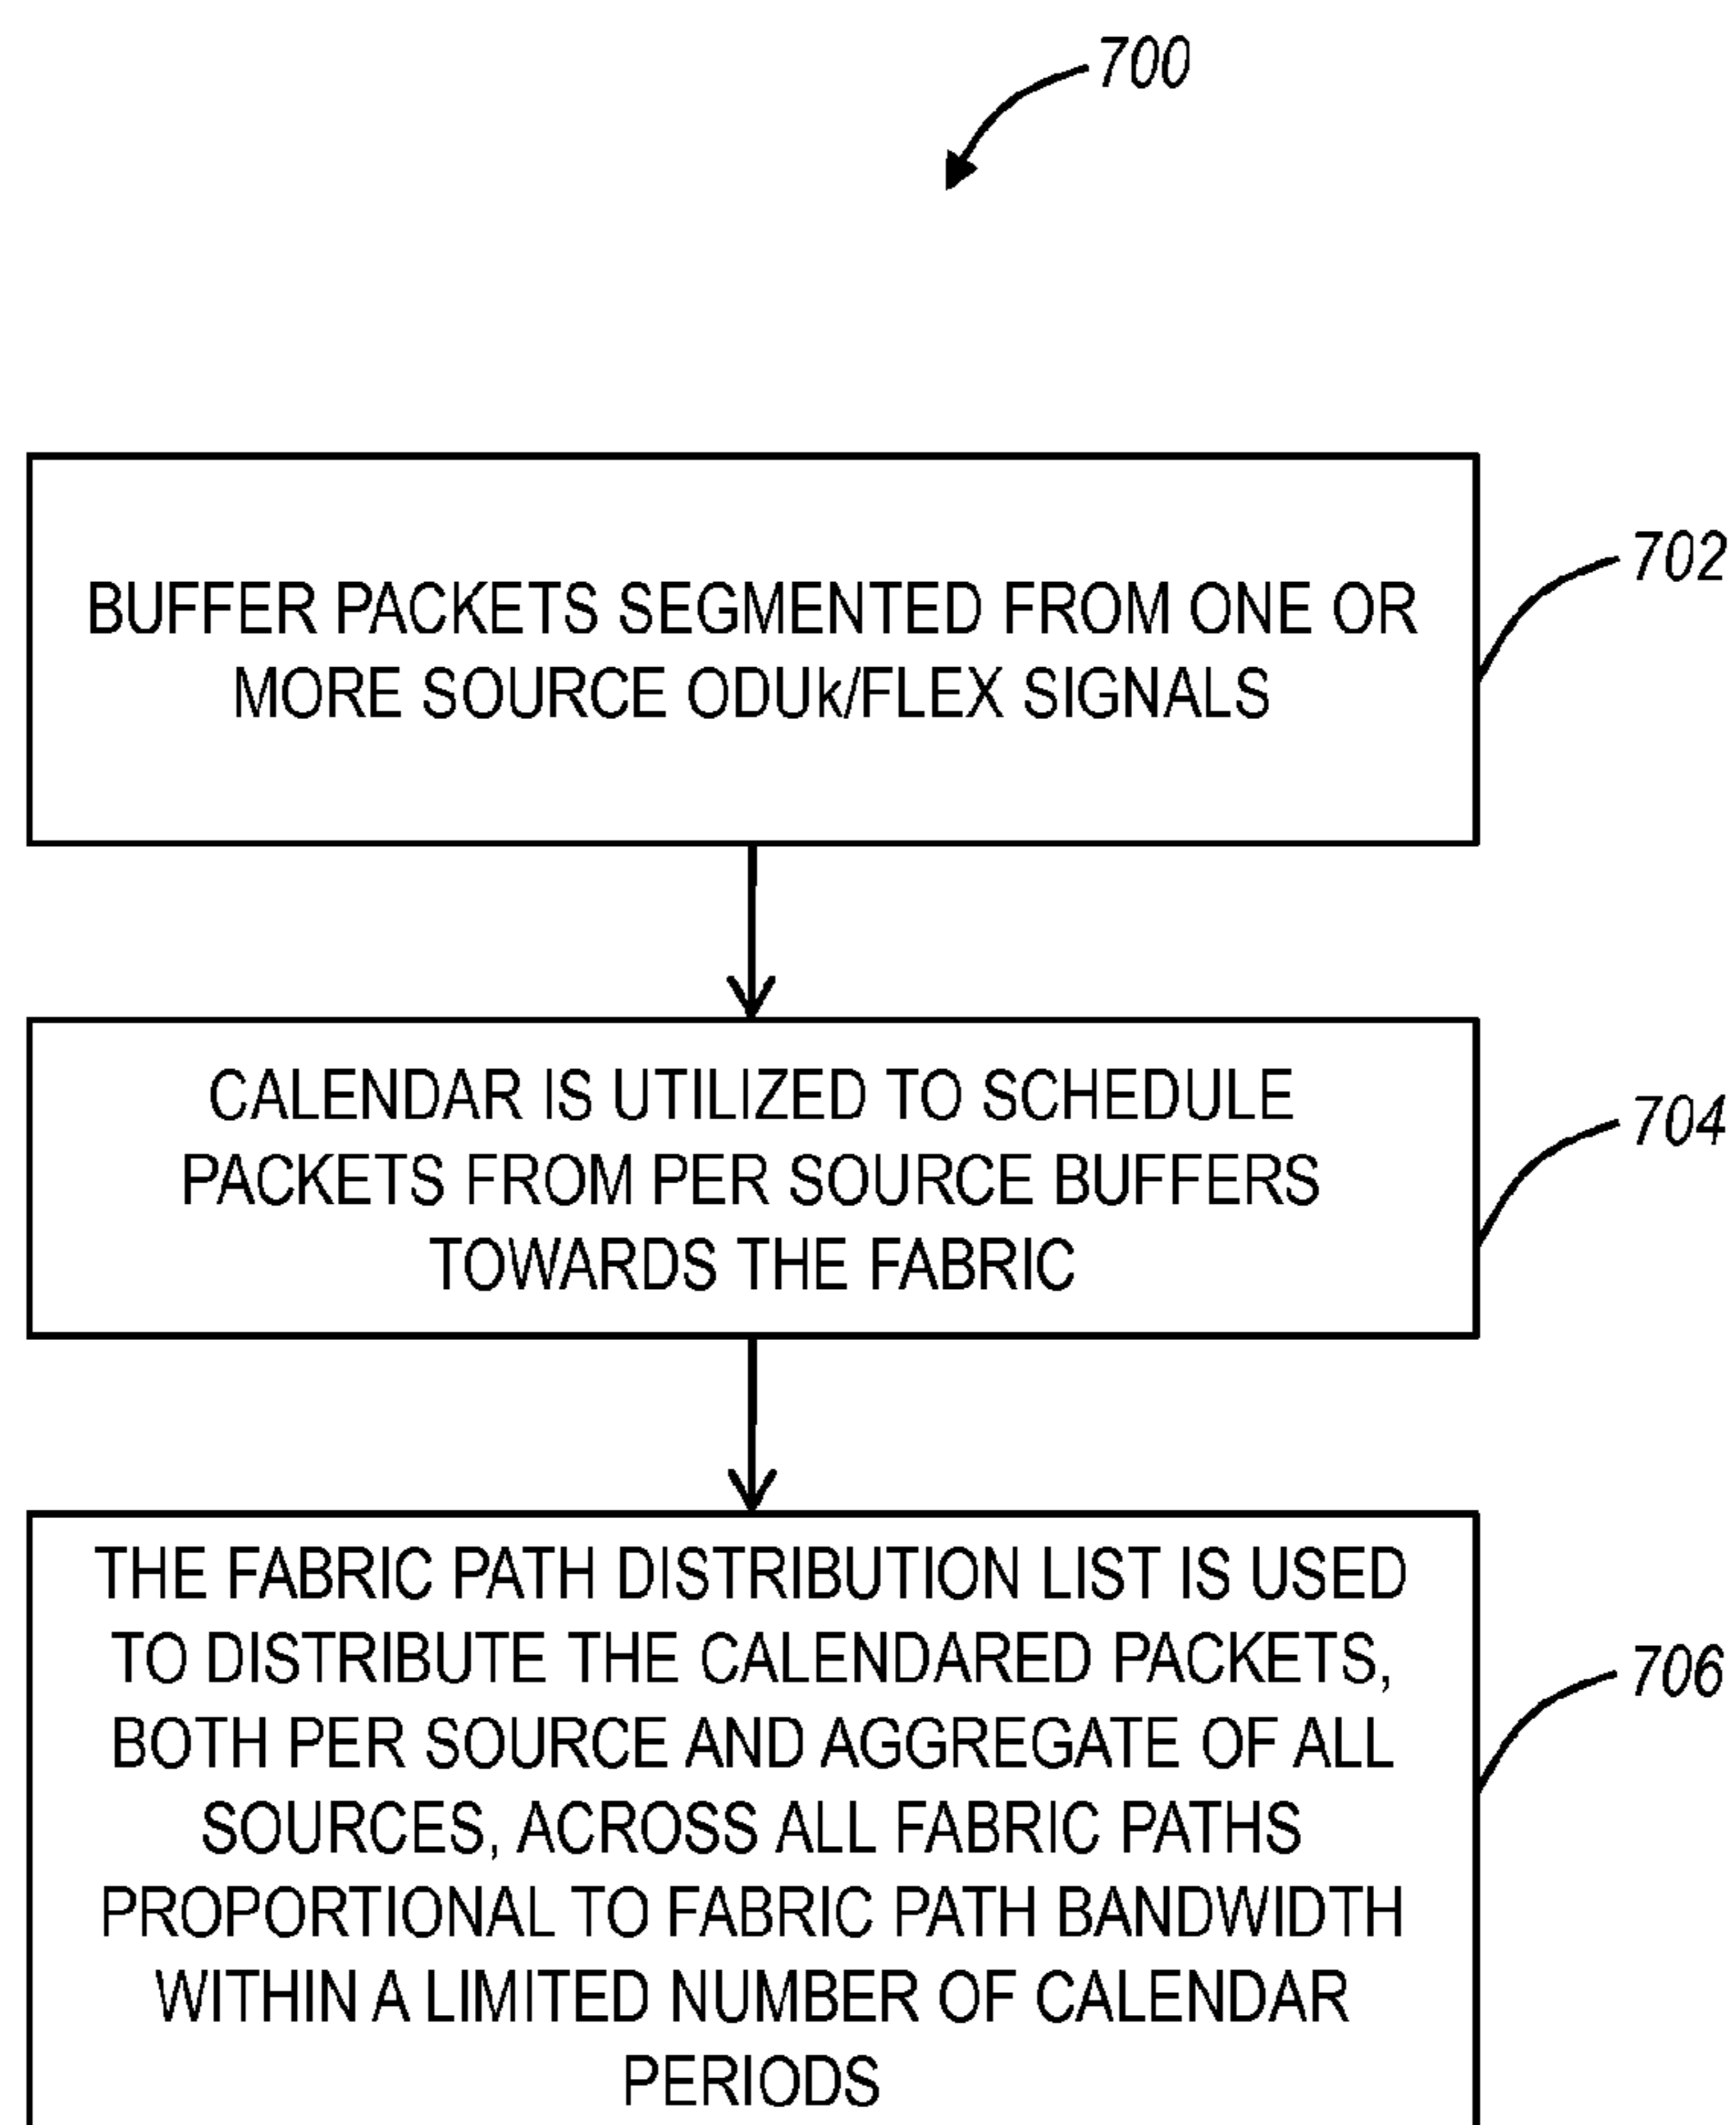 700
BUFFER PACKETS SEGMENTED FROM ONE OR
MORE SOURCE ODUk/FLEX SIGNALS
702
CALENDAR IS UTILIZED TO SCHEDULE
PACKETS FROM PER SOURCE BUFFERS
TOWARDS THE FABRIC
704
THE FABRIC PATH DISTRIBUTION LIST IS USED
TO DISTRIBUTE THE CALENDARED PACKETS,
BOTH PER SOURCE AND AGGREGATE OF ALL
SOURCES, ACROSS ALL FABRIC PATHS
PROPORTIONAL TO FABRIC PATH BANDWIDTH
WITHIN A LIMITED NUMBER OF CALENDAR
PERIODS
706